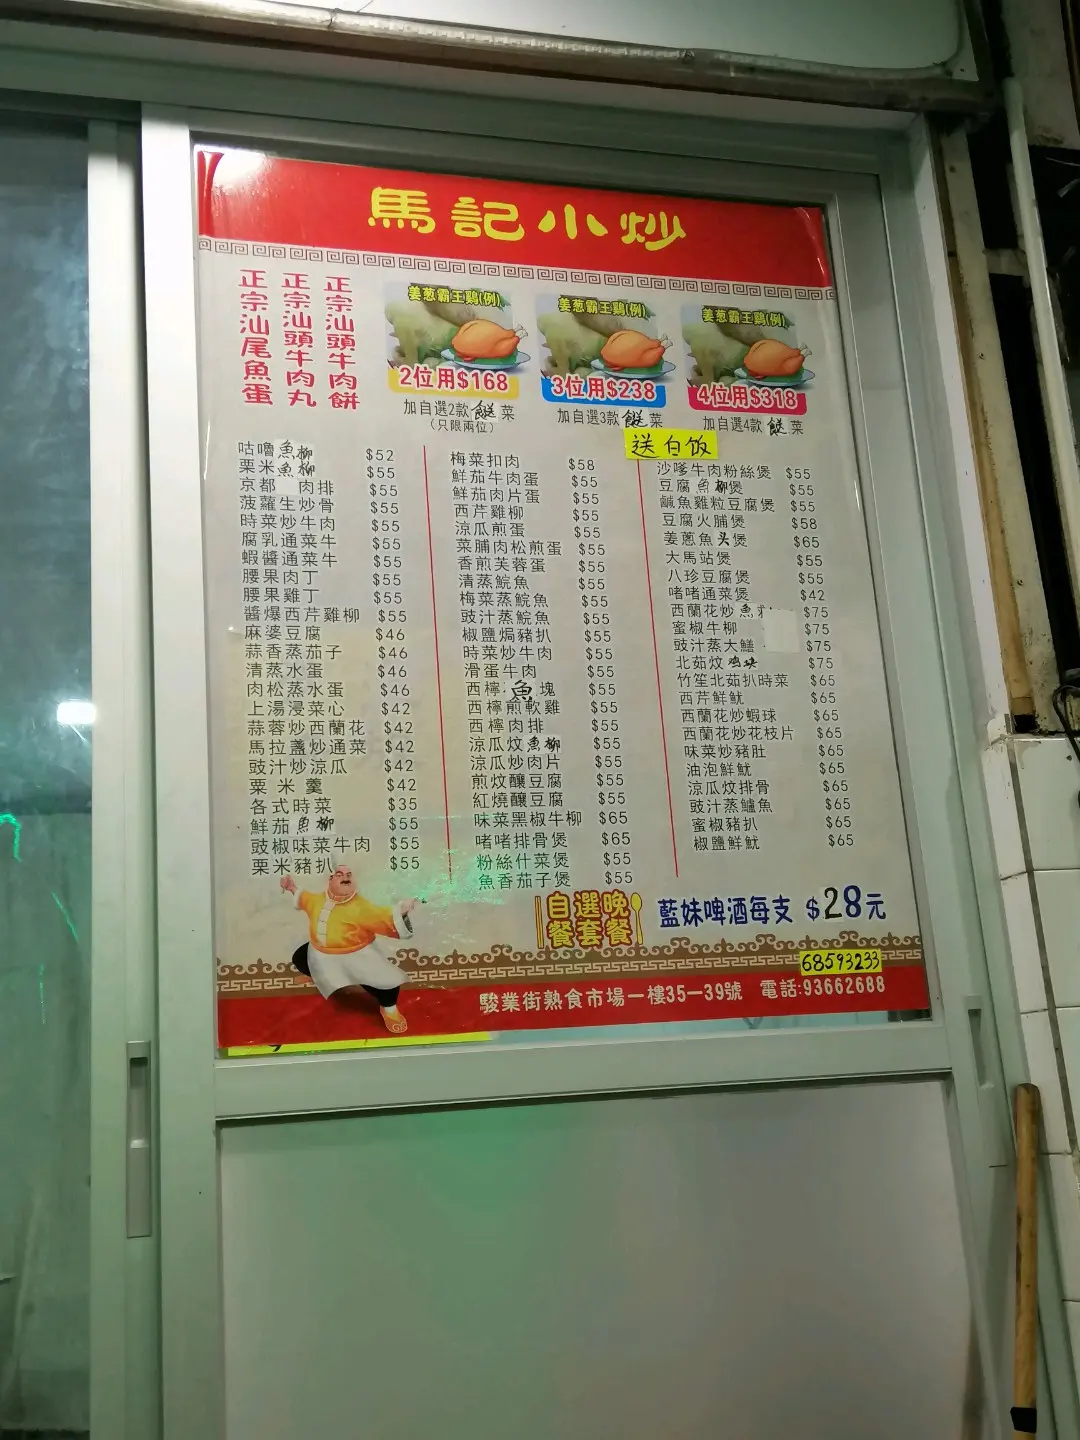 馬記小炒
正宗汕頭牛肉餅
正宗汕頭牛肉丸
正宗汕尾魚蛋
姜葱霸王鷄(例)
2位用$168
加自選2款餸菜
(只限兩位)
姜葱霸王鷄(例)
3位用$238
加自選3款餸菜
姜葱霸王鷄(例)
4位用$318
加自選4款餸菜
送白饭
咕嚕魚柳 $52
栗米魚柳 $55
京都 肉排 $55
菠蘿生炒骨 $55
時菜炒牛肉 $55
腐乳通菜牛 $55
蝦醬通菜牛 $55
腰果肉丁 $55
腰果雞丁 $55
醬爆西芹雞柳 $55
麻婆豆腐 $46
蒜香蒸茄子 $46
清蒸水蛋 $46
肉松蒸水蛋 $46
上湯浸菜心 $42
蒜蓉炒西蘭花 $42
馬拉盞炒通菜 $42
豉汁炒涼瓜 $42
粟米羹 $42
各式時菜 $35
鮮茄魚柳 $55
豉椒味菜牛肉 $55
栗米豬扒 $55
梅菜扣肉 $58
鮮茄牛肉蛋 $55
鮮茄肉片蛋 $55
西芹雞柳 $55
涼瓜煎蛋 $55
菜脯肉松煎蛋 $55
香煎芙蓉蛋 $55
清蒸鯇魚 $55
梅菜蒸鯇魚 $55
豉汁蒸鯇魚 $55
椒鹽焗豬扒 $55
時菜炒牛肉 $55
滑蛋牛肉 $55
西檸魚塊 $55
西檸煎軟雞 $55
西檸肉排 $55
涼瓜炆魚柳 $55
涼瓜炒肉片 $55
煎炆釀豆腐 $55
紅燒釀豆腐 $55
味菜黑椒牛柳 $65
啫啫排骨煲 $65
粉絲什菜煲 $55
魚香茄子煲 $55
沙嗲牛肉粉絲煲 $55
豆腐魚柳煲 $55
鹹魚雞粒豆腐煲 $55
豆腐火腩煲 $58
姜蔥魚头煲 $65
大馬站煲 $55
八珍豆腐煲 $55
啫啫通菜煲 $42
西蘭花炒魚 $75
蜜椒牛柳 $75
豉汁蒸大鱔 $75
北茹炆鸡块 $75
竹笙北茹扒時菜 $65
西芹鮮魷 $65
西蘭花炒蝦球 $65
西蘭花炒花枝片 $65
味菜炒豬肚 $65
油泡鮮魷 $65
涼瓜炆排骨 $65
豉汁蒸鱸魚 $65
蜜椒豬扒 $65
椒鹽鮮魷 $65
自選晚
餐套餐
藍妹啤酒每支 $28元
68593233
駿業街熟食市場一樓35—39號 電話:93662688